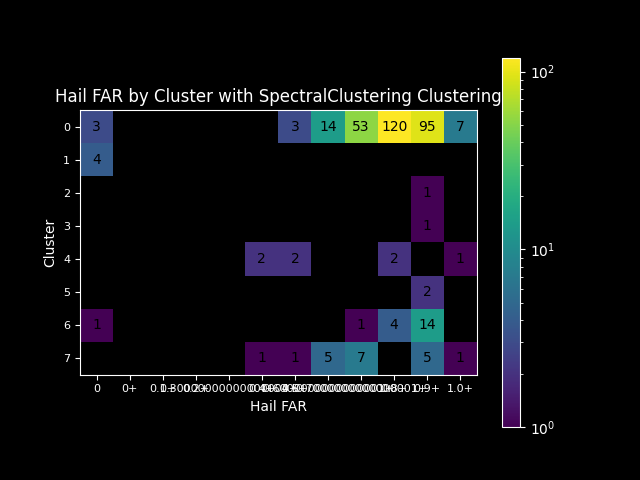 Hail FAR by Cluster with SpectralClustering Clustering
10²
0 3 3 14 53 120 95 7
1 4
2 1
3 1
10¹
4 2 2 2 1
Cluster
5 2
6 1 1 4 14
7 1 1 5 7 5 1
0 0+ 0.9+ 1.0+
Hail FAR
10⁰